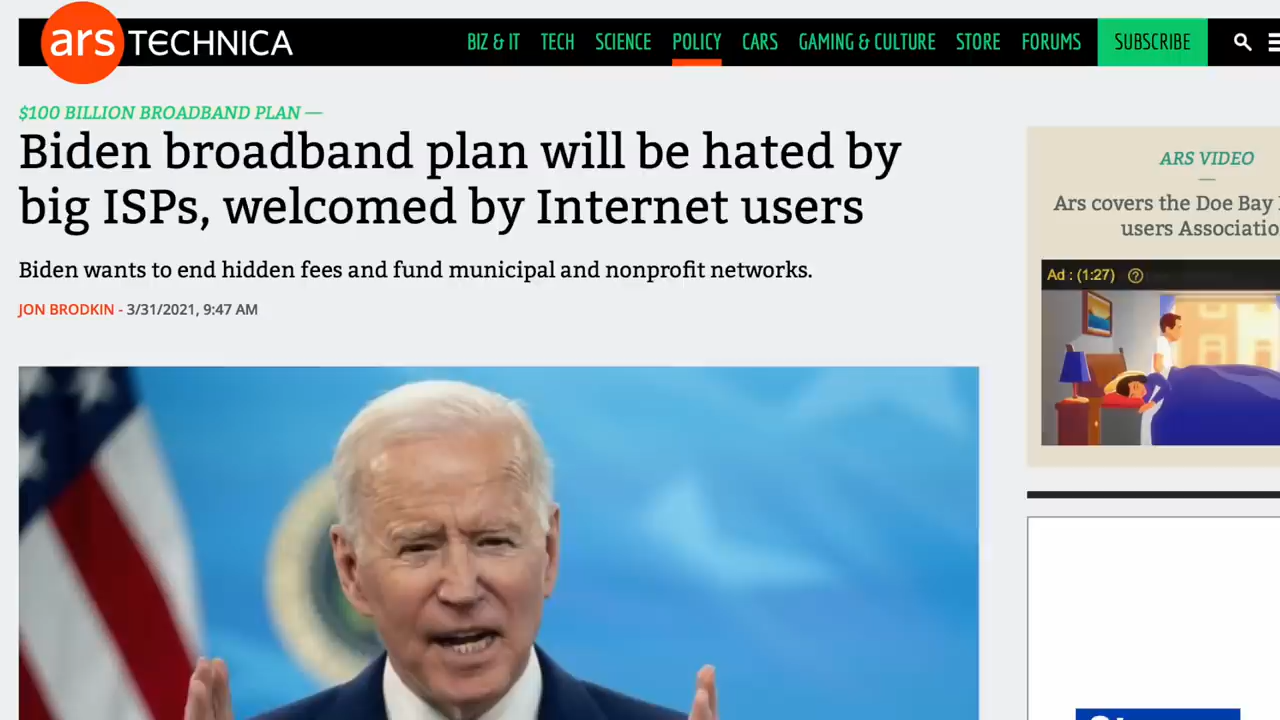 ars TECHNICA
BIZ & IT TECH SCIENCE POLICY CARS GAMING & CULTURE STORE FORUMS SUBSCRIBE
$100 BILLION BROADBAND PLAN —
Biden broadband plan will be hated by
big ISPs, welcomed by Internet users
Biden wants to end hidden fees and fund municipal and nonprofit networks.
JON BRODKIN - 3/31/2021, 9:47 AM
ARS VIDEO
Ars covers the Doe Bay
users Associatio
Ad : (1:27) ?